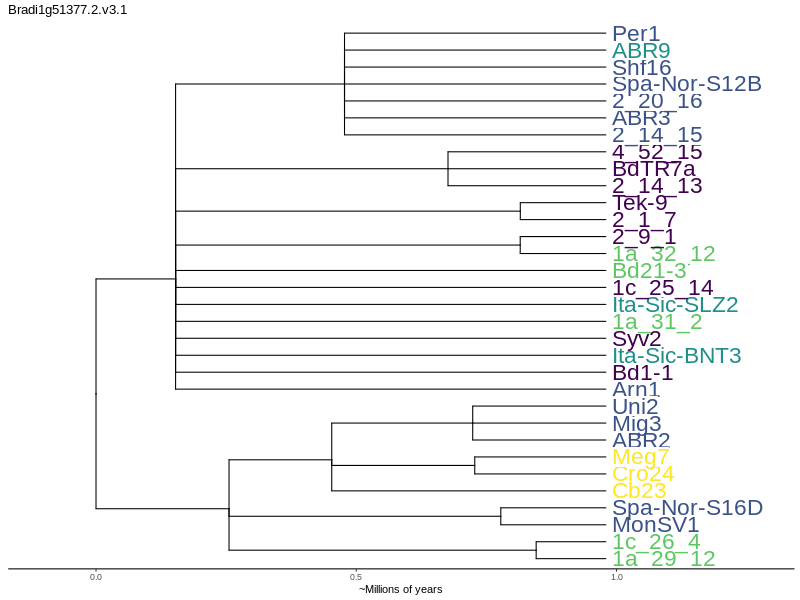 Bradi1g51377.2.v3.1
Per1
ABR9
Shf16
Spa-Nor-S12B
2_20_16
ABR3
2_14_15
4_52_15
BdTR7a
2_14_13
Tek-9
2_1_7
2_9_1
1a_32_12
Bd21-3
1c_25_14
Ita-Sic-SLZ2
1a_31_2
Syv2
Ita-Sic-BNT3
Bd1-1
Arn1
Uni2
Mig3
ABR2
Meg7
Cro24
Cb23
Spa-Nor-S16D
MonSV1
1c_26_4
1a_29_12
0.0 0.5 1.0
~Millions of years